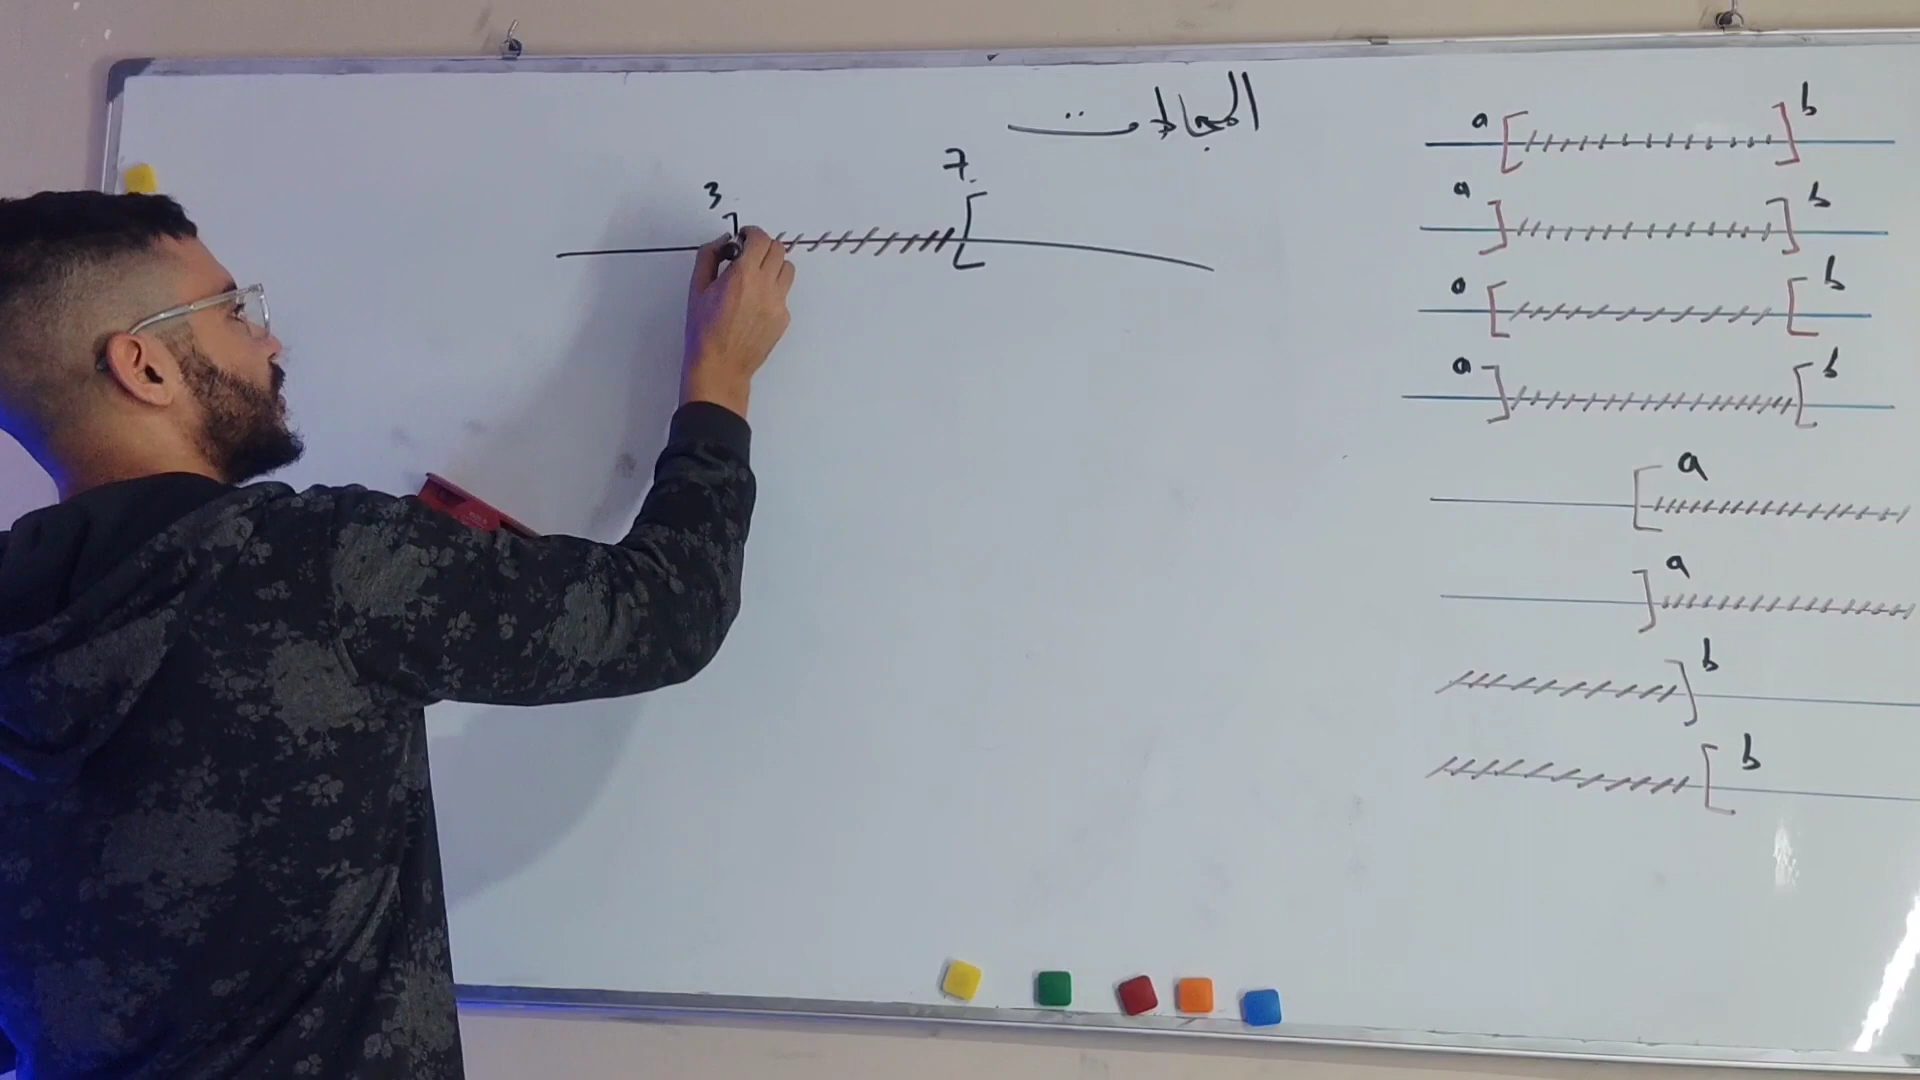 المجالات
3 ] [ 7
a [ ] b
a ] ] b
a [ [ b
a ] [ b
[ a
] a
] b
[ b